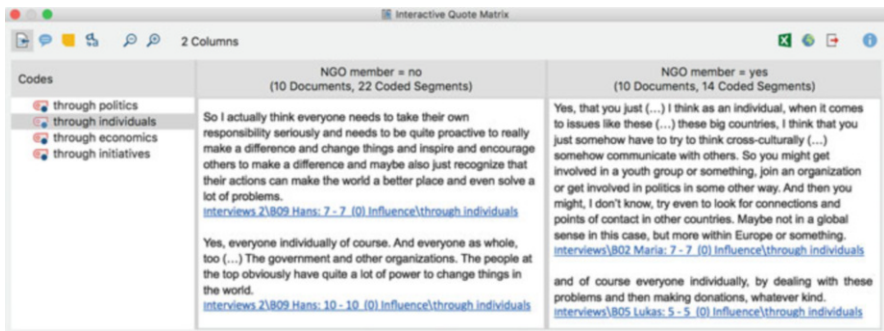 Interactive Quote Matrix
2 Columns
Codes
through politics
through individuals
through economics
through initiatives
NGO member = no
(10 Documents, 22 Coded Segments)
So I actually think everyone needs to take their own
responsibility seriously and needs to be quite proactive to really
make a difference and change things and inspire and encourage
others to make a difference and maybe also just recognize that
their actions can make the world a better place and even solve a
lot of problems.
Interviews 2\B09 Hans: 7 - 7 (0) Influence\through individuals
Yes, everyone individually of course. And everyone as whole,
too (...) The government and other organizations. The people at
the top obviously have quite a lot of power to change things in
the world.
Interviews 2\B09 Hans: 10 - 10 (0) Influence\through individuals
NGO member = yes
(10 Documents, 14 Coded Segments)
Yes, that you just (...) I think as an individual, when it comes
to issues like these (...) these big countries, I think that you
just somehow have to try to think cross-culturally (...)
somehow communicate with others. So you might get
involved in a youth group or something, join an organization
or get involved in politics in some other way. And then you
might, I don't know, try even to look for connections and
points of contact in other countries. Maybe not in a global
sense in this case, but more within Europe or something.
Interviews\B02 Maria: 7 - 7 (0) Influence\through individuals
and of course everyone individually, by dealing with these
problems and then making donations, whatever kind.
Interviews\B05 Lukas: 5 - 5 (0) Influence\through individuals